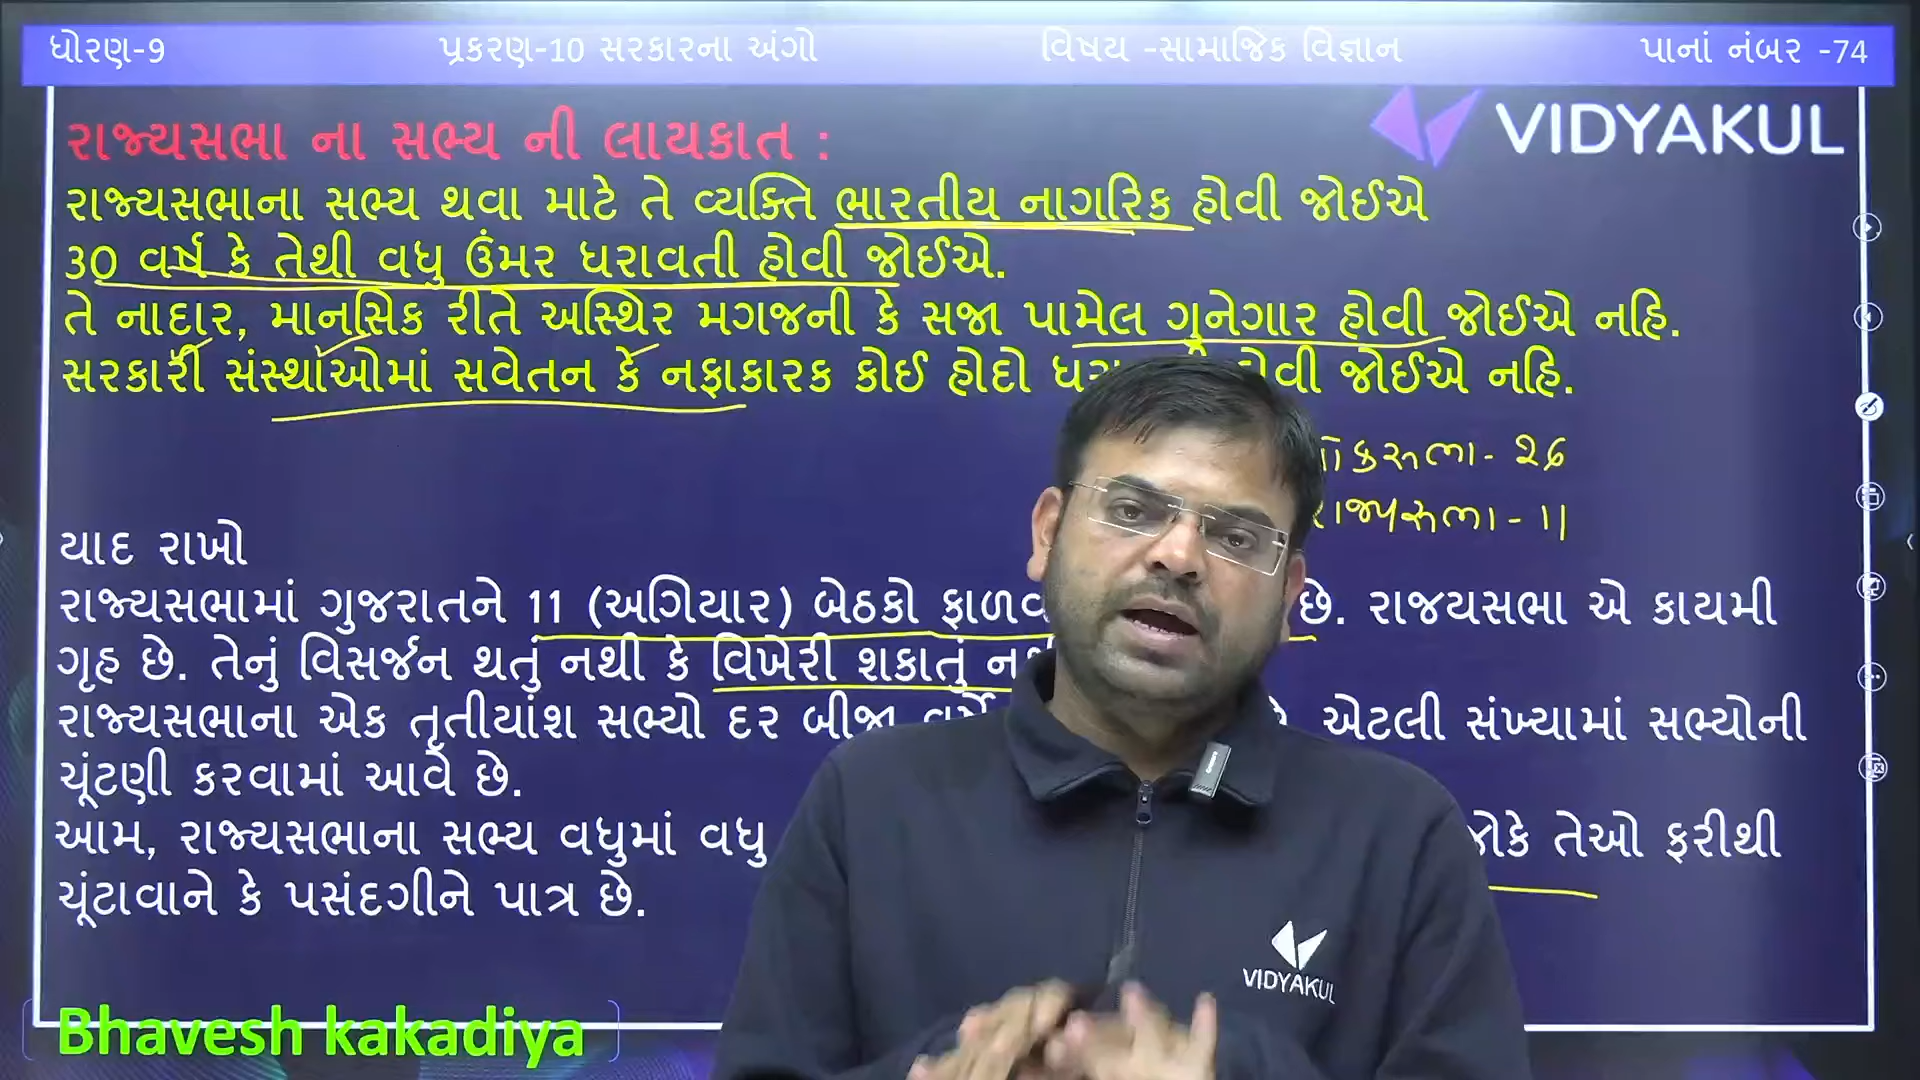 ધોરણ-9 પ્રકરણ-10 સરકારના અંગો વિષય -સામાજિક વિજ્ઞાન પાનાં નંબર -74
VIDYAKUL
રાજ્યસભા ના સભ્ય ની લાયકાત :
રાજ્યસભાના સભ્ય થવા માટે તે વ્યક્તિ ભારતીય નાગરિક હોવી જોઈએ
30 વર્ષ કે તેથી વધુ ઉંમર ધરાવતી હોવી જોઈએ.
તે નાદાર, માનસિક રીતે અસ્થિર મગજની કે સજા પામેલ ગુનેગાર હોવી જોઈએ નહિ.
સરકારી સંસ્થાઓમાં સવેતન કે નફાકારક કોઈ હોદો હોવી જોઈએ નહિ.
- 26
રાજ્યસભા - 11
યાદ રાખો
રાજ્યસભામાં ગુજરાતને 11 (અગિયાર) બેઠકો છે. રાજયસભા એ કાયમી
ગૃહ છે. તેનું વિસર્જન થતું નથી કે વિખેરી શકાતું
રાજ્યસભાના એક તૃતીયાંશ સભ્યો દર બીજા એટલી સંખ્યામાં સભ્યોની
ચૂંટણી કરવામાં આવે છે.
આમ, રાજ્યસભાના સભ્ય વધુમાં વધુ જોકે તેઓ ફરીથી
ચૂંટાવાને કે પસંદગીને પાત્ર છે.
VIDYAKUL
Bhavesh kakadiya